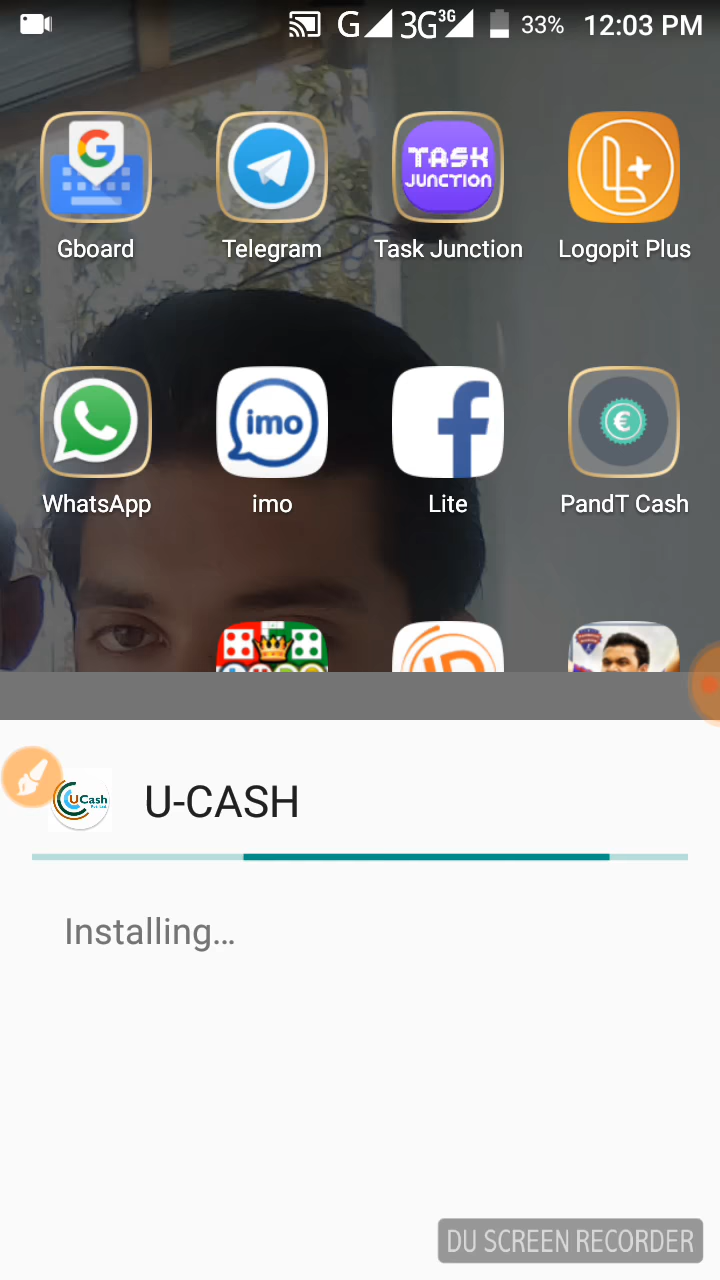 G 3G 3G 33% 12:03 PM
G
TASK
JUNCTION
L+
Gboard Telegram Task Junction Logopit Plus
imo
f
€
WhatsApp imo Lite PandT Cash
UCash
U-CASH
Installing...
DU SCREEN RECORDER